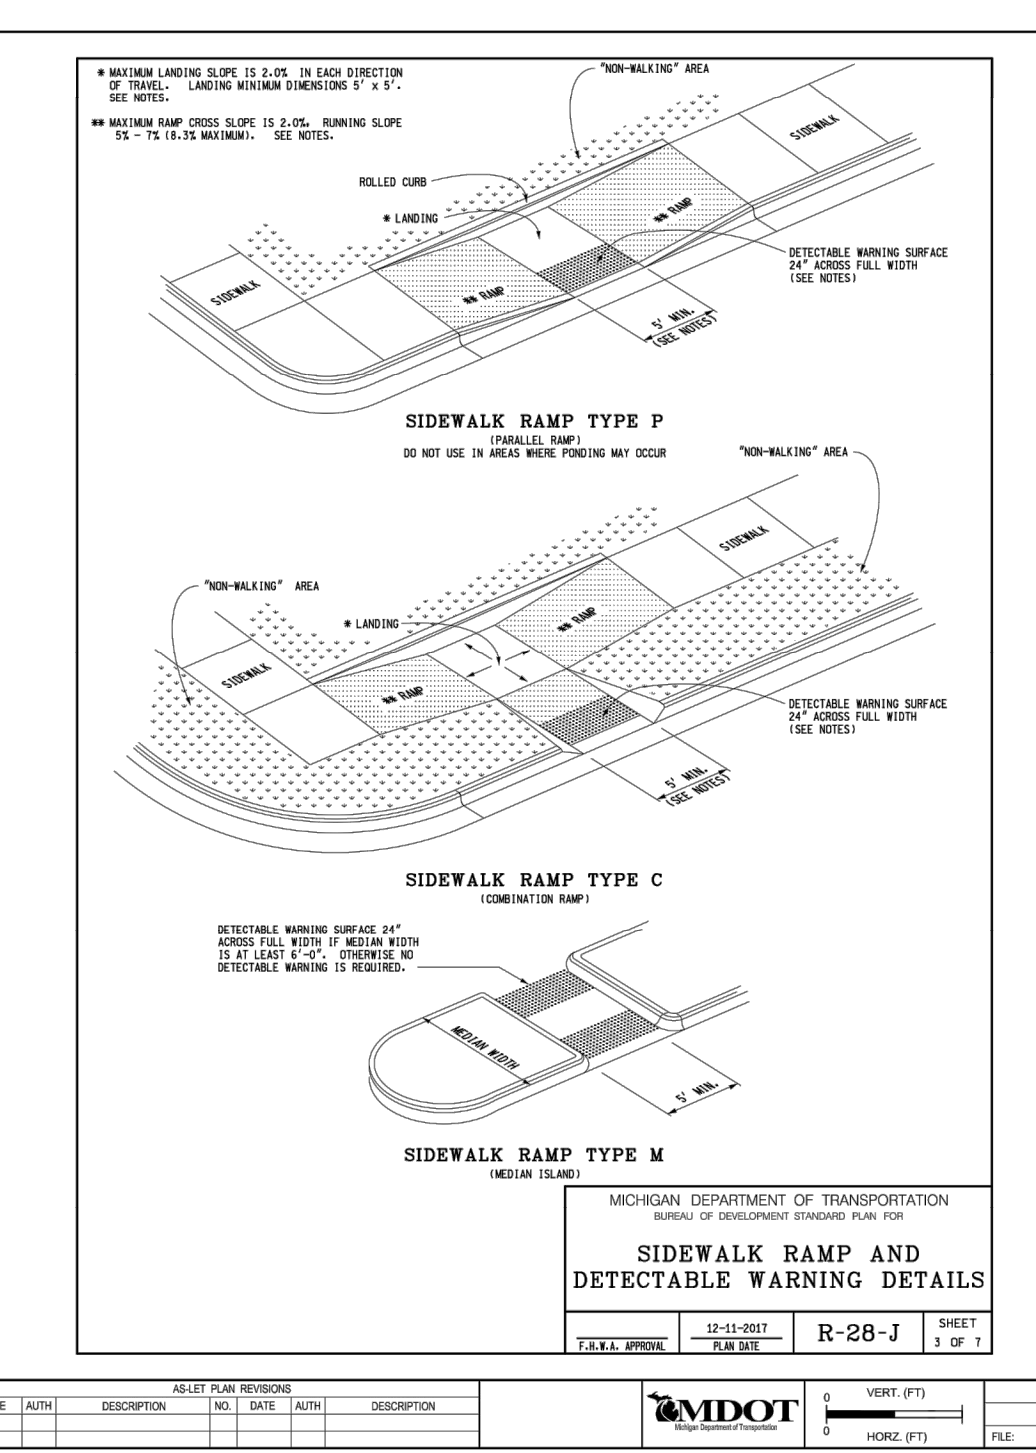 * MAXIMUM LANDING SLOPE IS 2.0% IN EACH DIRECTION
OF TRAVEL. LANDING MINIMUM DIMENSIONS 5' x 5'.
SEE NOTES.
** MAXIMUM RAMP CROSS SLOPE IS 2.0%, RUNNING SLOPE
5% - 7% (8.3% MAXIMUM). SEE NOTES.
"NON-WALKING" AREA
SIDEWALK
ROLLED CURB
* LANDING
** RAMP
DETECTABLE WARNING SURFACE
24" ACROSS FULL WIDTH
(SEE NOTES)
SIDEWALK
** RAMP
5' MIN.
(SEE NOTES)
SIDEWALK RAMP TYPE P
(PARALLEL RAMP)
DO NOT USE IN AREAS WHERE PONDING MAY OCCUR
"NON-WALKING" AREA
SIDEWALK
"NON-WALKING" AREA
* LANDING
** RAMP
SIDEWALK
** RAMP
DETECTABLE WARNING SURFACE
24" ACROSS FULL WIDTH
(SEE NOTES)
5' MIN.
(SEE NOTES)
SIDEWALK RAMP TYPE C
(COMBINATION RAMP)
DETECTABLE WARNING SURFACE 24"
ACROSS FULL WIDTH IF MEDIAN WIDTH
IS AT LEAST 6'-0". OTHERWISE NO
DETECTABLE WARNING IS REQUIRED.
MEDIAN WIDTH
5' MIN.
SIDEWALK RAMP TYPE M
(MEDIAN ISLAND)
MICHIGAN DEPARTMENT OF TRANSPORTATION
BUREAU OF DEVELOPMENT STANDARD PLAN FOR
SIDEWALK RAMP AND
DETECTABLE WARNING DETAILS
F.H.W.A. APPROVAL
12-11-2017
PLAN DATE
R-28-J
SHEET
3 OF 7
AS-LET PLAN REVISIONS
E AUTH DESCRIPTION NO. DATE AUTH DESCRIPTION
MDOT
Michigan Department of Transportation
0 VERT. (FT)
0 HORZ. (FT)
FILE: